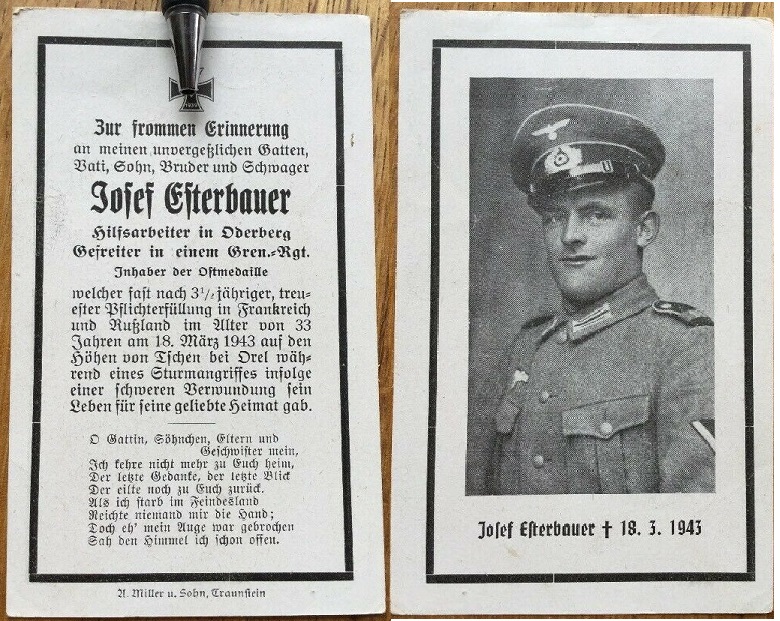 Zur frommen Erinnerung
an meinen unvergeßlichen Gatten,
Vati, Sohn, Bruder und Schwager
Josef Esterbauer
Hilfsarbeiter in Oderberg
Gefreiter in einem Gren.-Rgt.
Inhaber der Ostmedaille
welcher fast nach 3½jähriger, treu-
ester Pflichterfüllung in Frankreich
und Rußland im Alter von 33
Jahren am 18. März 1943 auf den
Höhen von Tschen bei Orel wäh-
rend eines Sturmangriffes infolge
einer schweren Verwundung sein
Leben für seine geliebte Heimat gab.
O Gattin, Söhnchen, Eltern und
Geschwister mein,
Ich kehre nicht mehr zu Euch heim,
Der letzte Gedanke, der letzte Blick
Der eilte noch zu Euch zurück.
Als ich starb im Feindesland
Reichte niemand mir die Hand;
Doch eh' mein Auge war gebrochen
Sah den Himmel ich schon offen.
A. Miller u. Sohn, Traunstein
Josef Esterbauer ✝ 18. 3. 1943